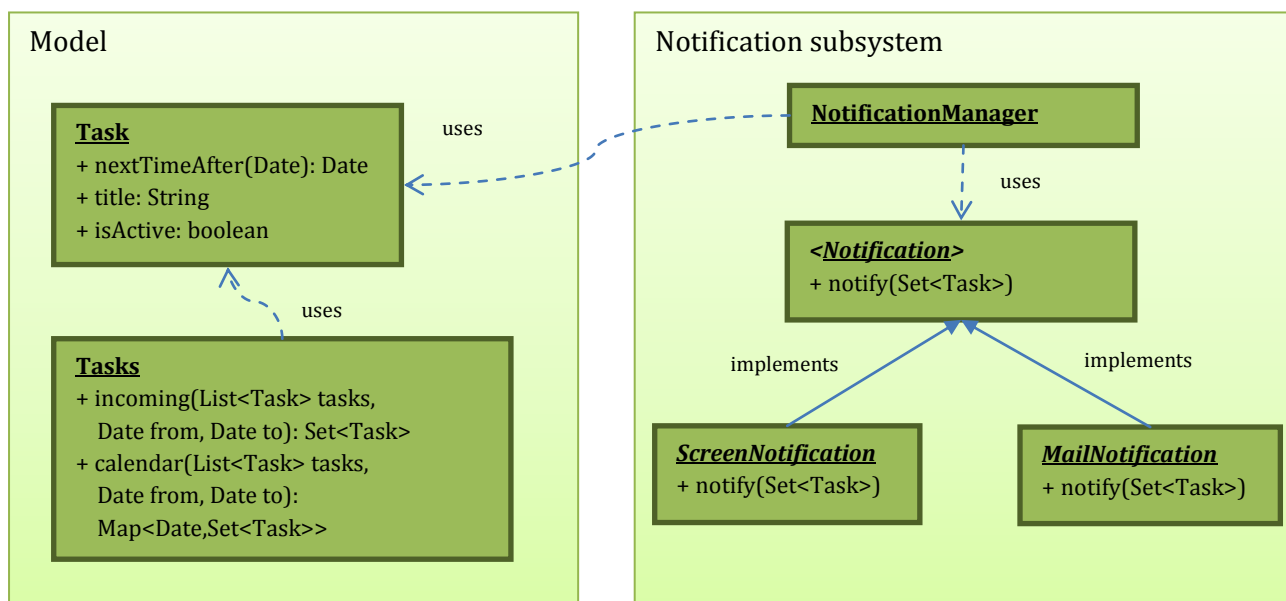 Model
Task
+ nextTimeAfter(Date): Date
+ title: String
+ isActive: boolean
uses
uses
Tasks
+ incoming(List<Task> tasks,
Date from, Date to): Set<Task>
+ calendar(List<Task> tasks,
Date from, Date to):
Map<Date,Set<Task>>
Notification subsystem
NotificationManager
uses
<Notification>
+ notify(Set<Task>)
implements
implements
ScreenNotification
+ notify(Set<Task>)
MailNotification
+ notify(Set<Task>)